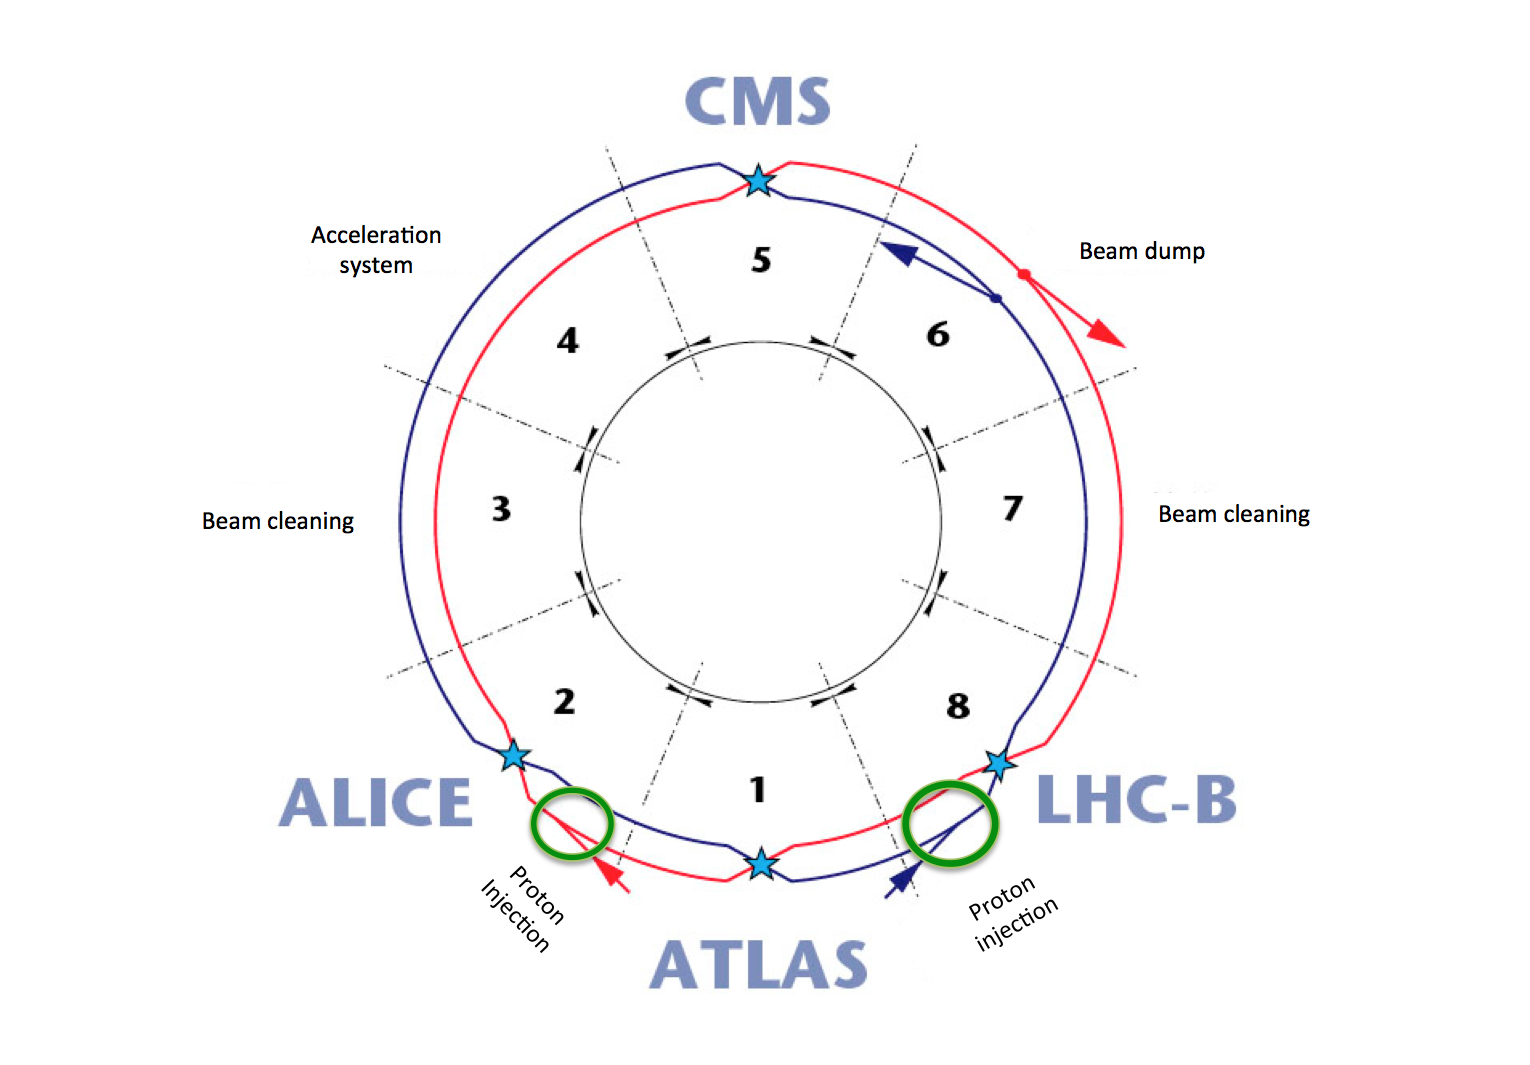 CMS
Acceleration
system
Beam dump
5
4
6
Beam cleaning
3
7
Beam cleaning
2
8
1
ALICE
LHC-B
Proton
Injection
Proton
injection
ATLAS